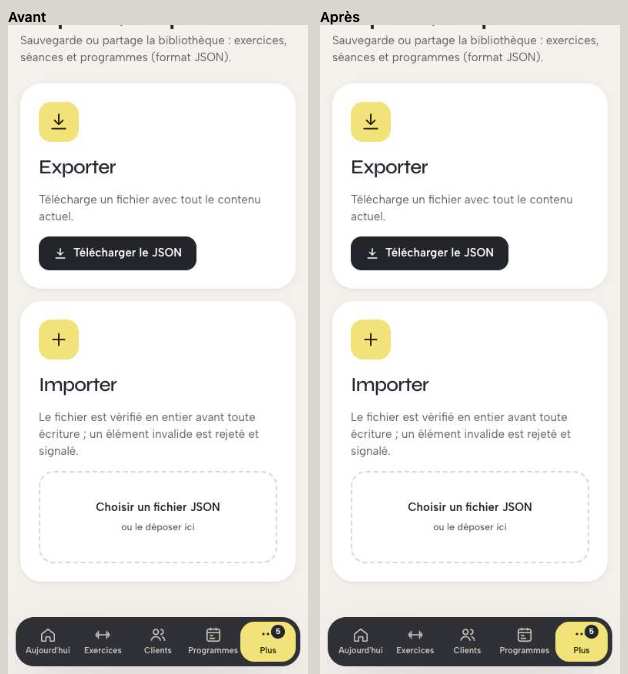 Avant
Sauvegarde ou partage la bibliothèque : exercices,
séances et programmes (format JSON).
Exporter
Télécharge un fichier avec tout le contenu
actuel.
Télécharger le JSON
Importer
Le fichier est vérifié en entier avant toute
écriture ; un élément invalide est rejeté et
signalé.
Choisir un fichier JSON
ou le déposer ici
5
Aujourd'hui Exercices Clients Programmes Plus
Après
Sauvegarde ou partage la bibliothèque : exercices,
séances et programmes (format JSON).
Exporter
Télécharge un fichier avec tout le contenu
actuel.
Télécharger le JSON
Importer
Le fichier est vérifié en entier avant toute
écriture ; un élément invalide est rejeté et
signalé.
Choisir un fichier JSON
ou le déposer ici
5
Aujourd'hui Exercices Clients Programmes Plus